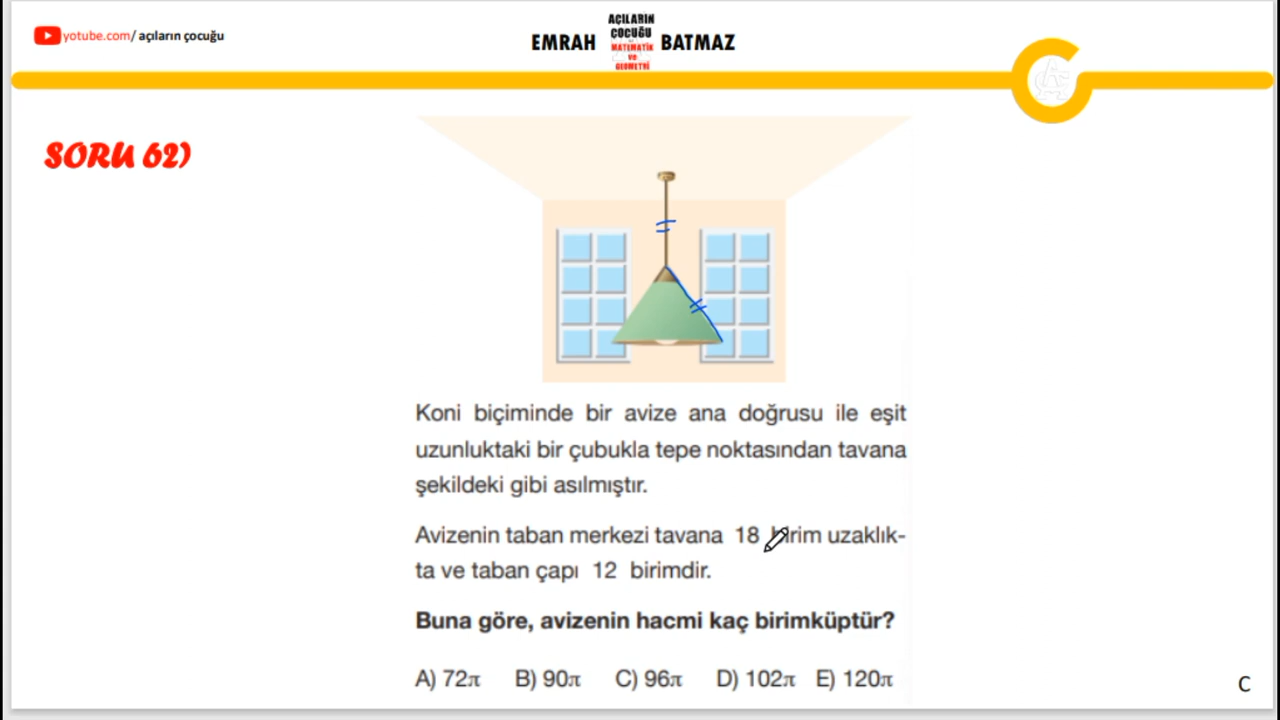 yotube.com/ açıların çocuğu
EMRAH
AÇILARIN
ÇOCUĞU
MATEMATİK
ve
GEOMETRİ
BATMAZ
SORU 62)
Koni biçiminde bir avize ana doğrusu ile eşit
uzunluktaki bir çubukla tepe noktasından tavana
şekildeki gibi asılmıştır.
Avizenin taban merkezi tavana 18 birim uzaklık-
ta ve taban çapı 12 birimdir.
Buna göre, avizenin hacmi kaç birimküptür?
A) 72π B) 90π C) 96π D) 102π E) 120π
C